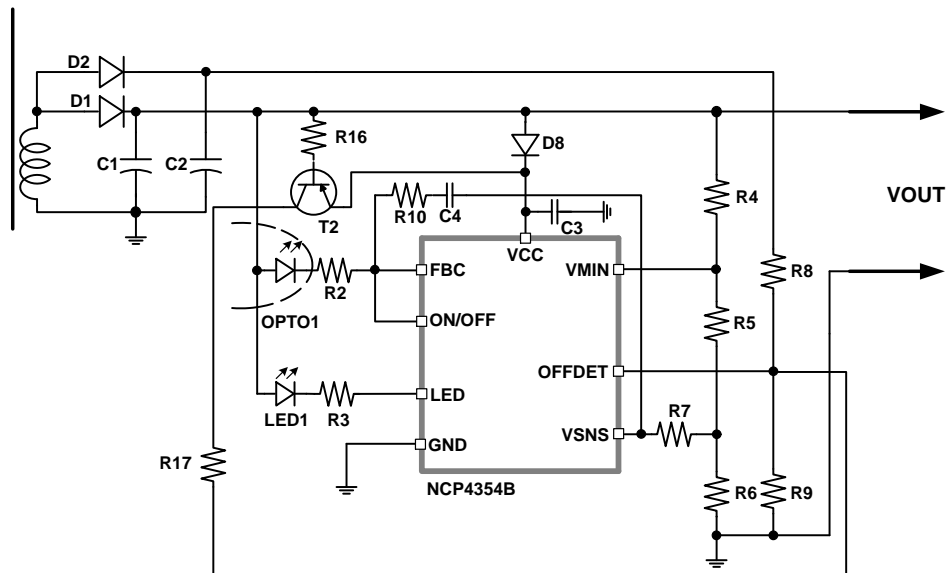 D2
D1
R16
D8
C1
C2
R4
VOUT
R10
C4
T2
C3
VCC
FBC
VMIN
R8
R2
OPTO1
ON/OFF
R5
OFFDET
LED
LED1
R3
R7
VSNS
GND
R17
R6
R9
NCP4354B